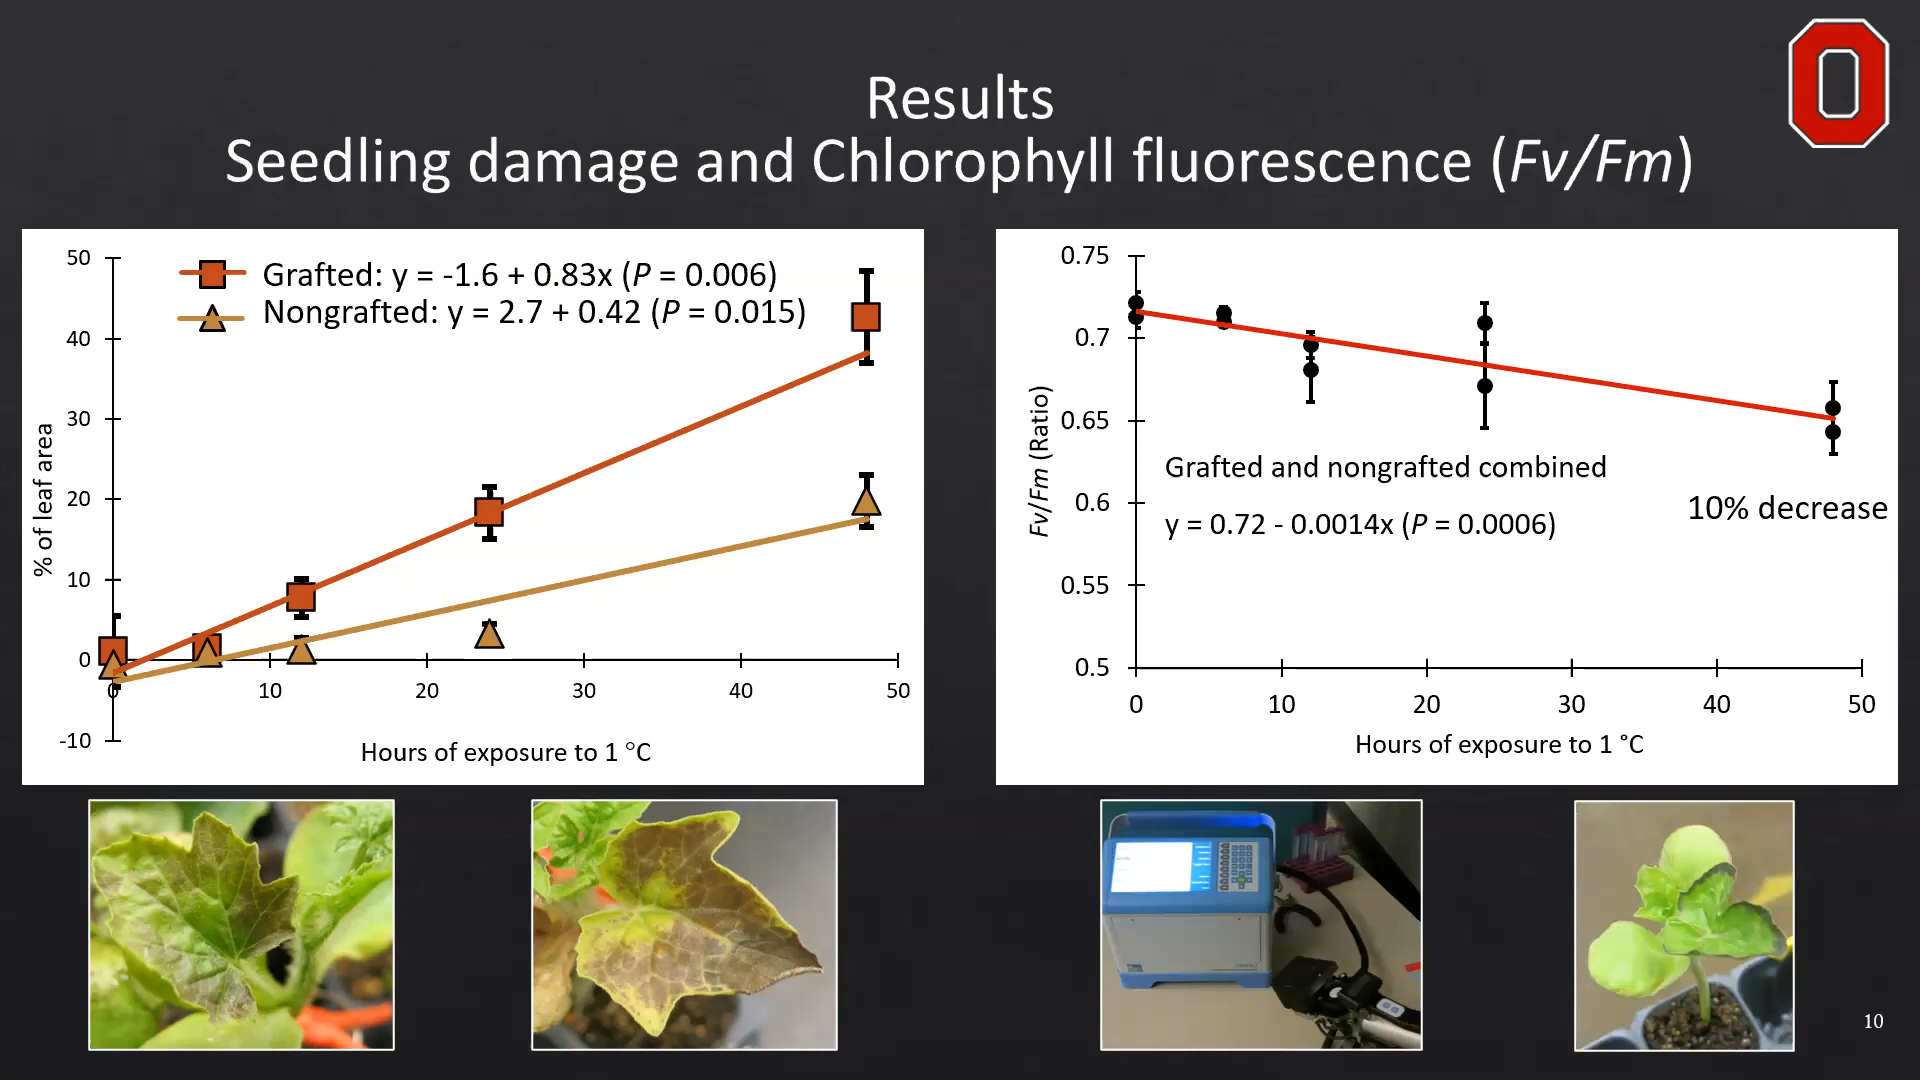 Results
Seedling damage and Chlorophyll fluorescence (Fv/Fm)
Grafted: y = -1.6 + 0.83x (P = 0.006)
Nongrafted: y = 2.7 + 0.42 (P = 0.015)
50
40
30
20
10
0
-10
% of leaf area
0
10
20
30
40
50
Hours of exposure to 1 °C
0.75
0.7
0.65
0.6
0.55
0.5
Fv/Fm (Ratio)
Grafted and nongrafted combined
y = 0.72 - 0.0014x (P = 0.0006)
10% decrease
0
10
20
30
40
50
Hours of exposure to 1 °C
10